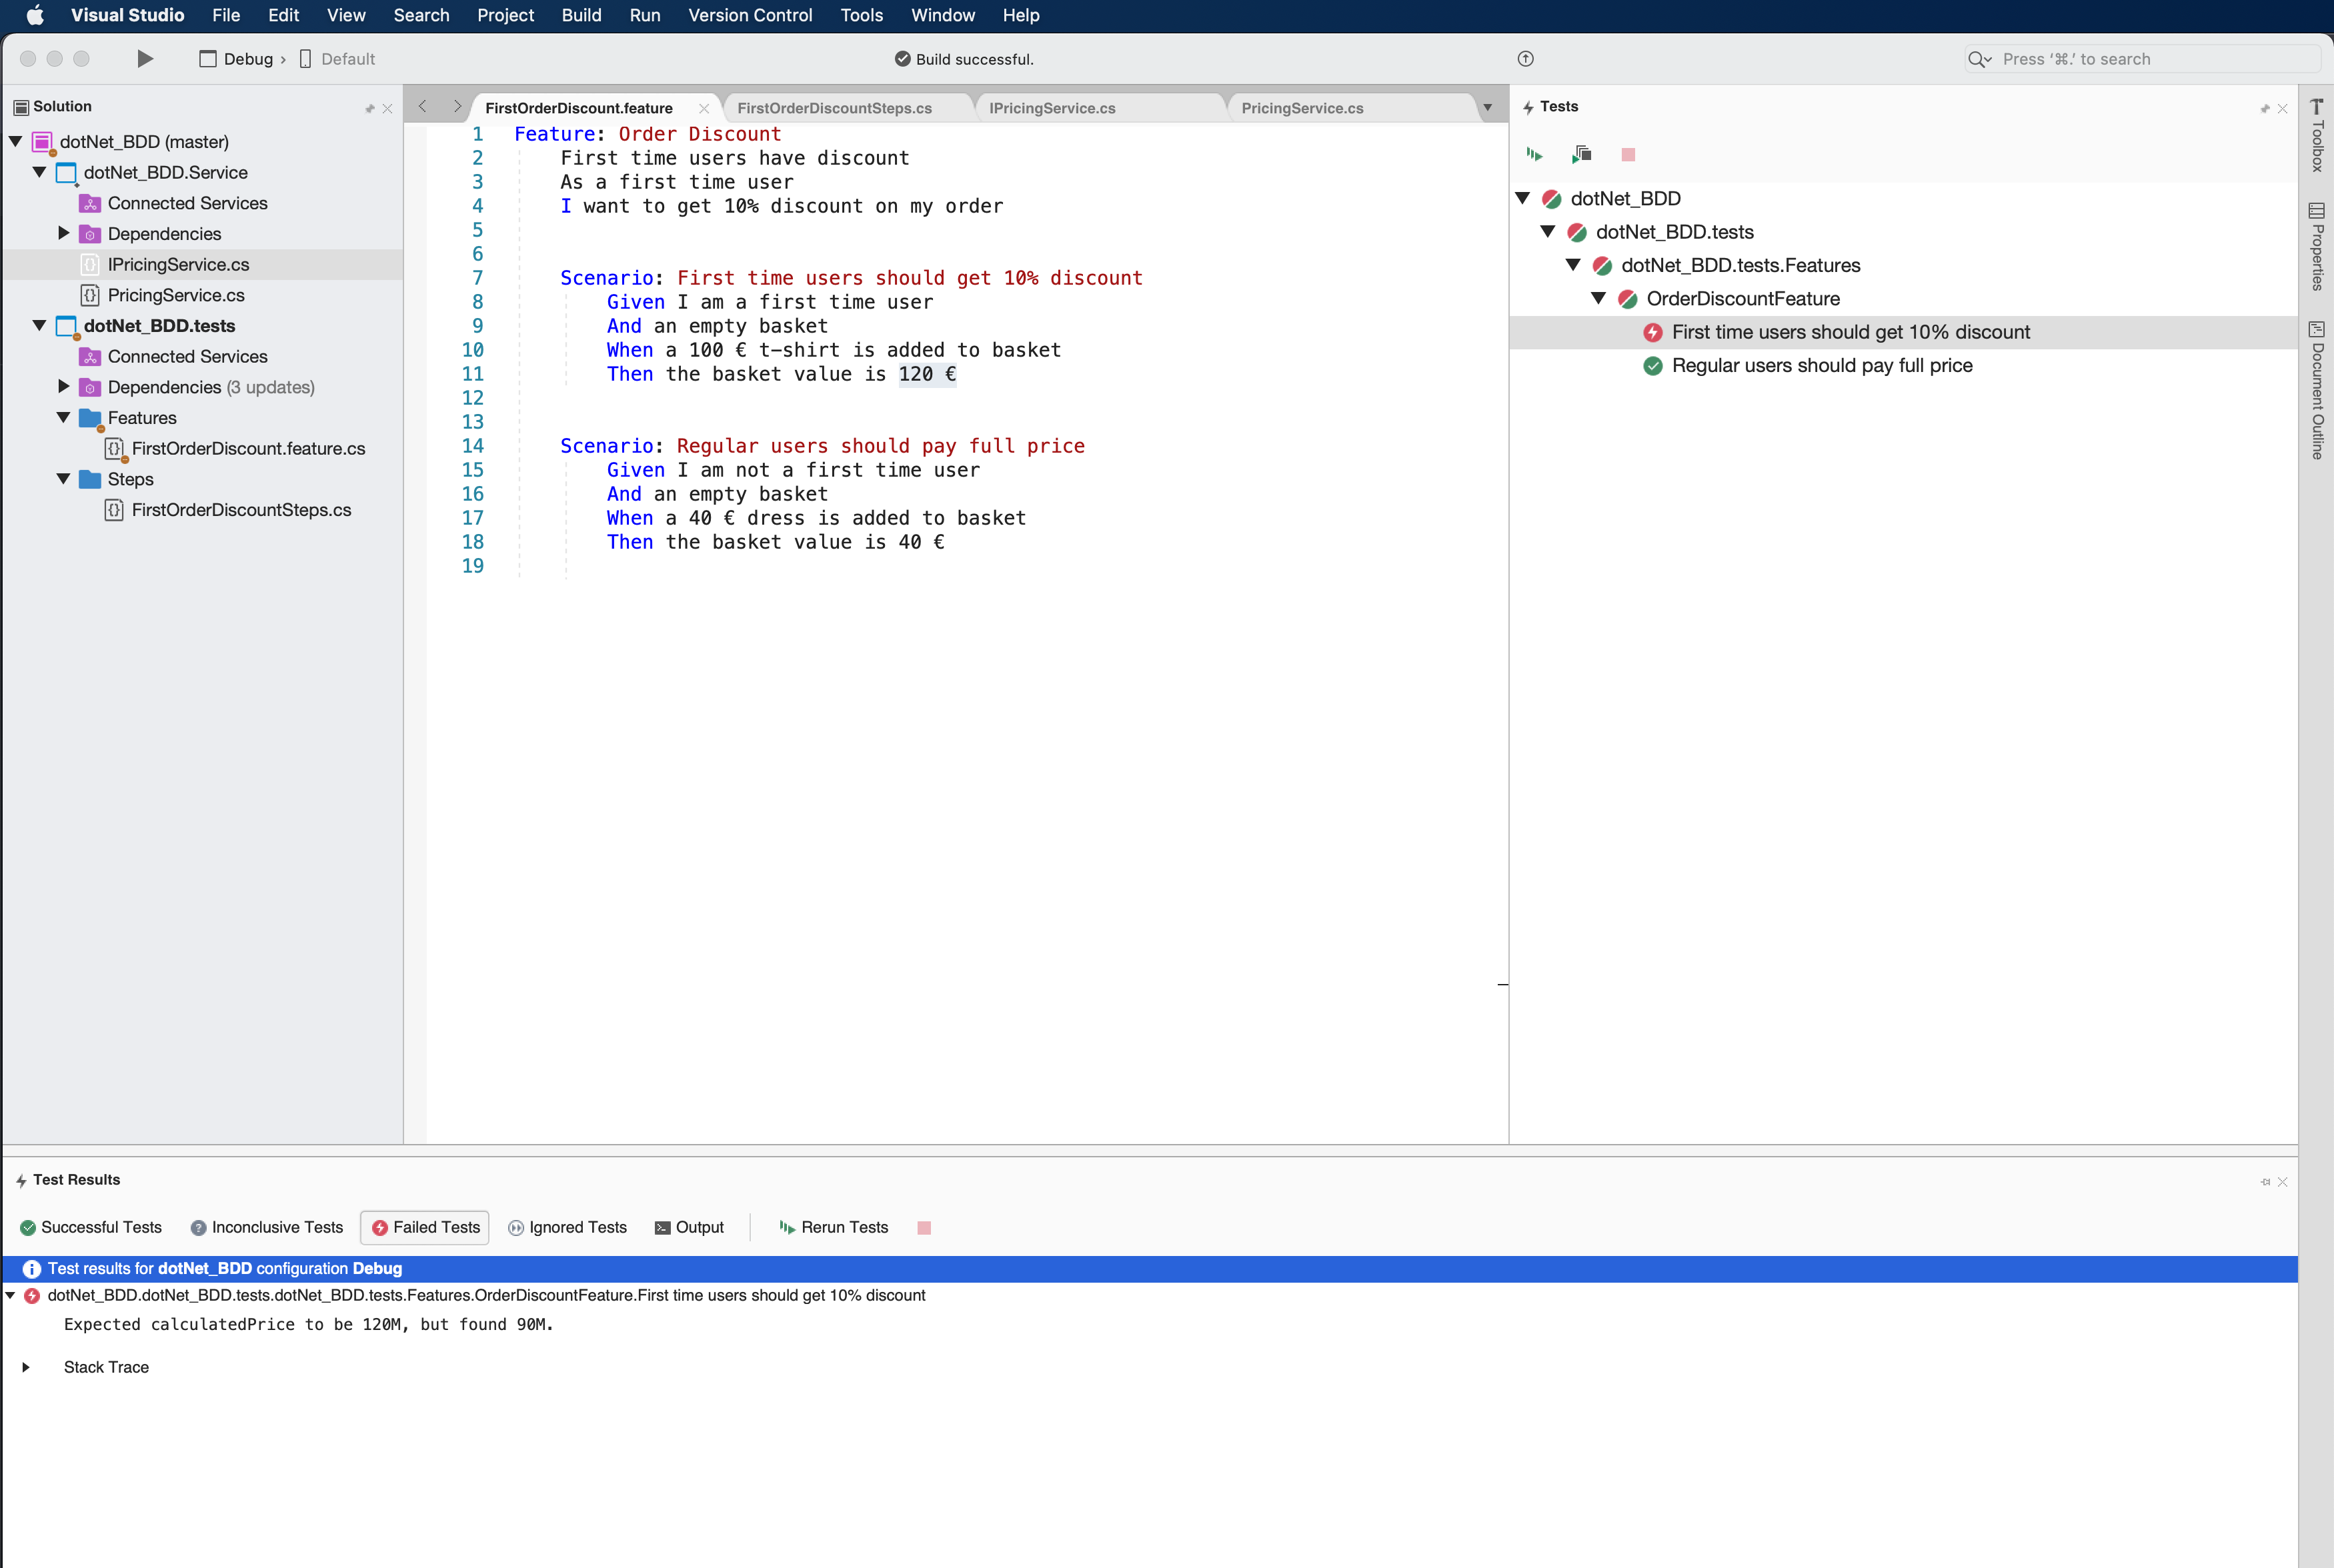 Visual Studio File Edit View Search Project Build Run Version Control Tools Window Help
Debug › Default
Build successful.
Press ‘⌘.’ to search
Solution
dotNet_BDD (master)
dotNet_BDD.Service
Connected Services
Dependencies
IPricingService.cs
PricingService.cs
dotNet_BDD.tests
Connected Services
Dependencies (3 updates)
Features
FirstOrderDiscount.feature.cs
Steps
FirstOrderDiscountSteps.cs
FirstOrderDiscount.feature FirstOrderDiscountSteps.cs IPricingService.cs PricingService.cs
1 Feature: Order Discount
2 First time users have discount
3 As a first time user
4 I want to get 10% discount on my order
5
6
7 Scenario: First time users should get 10% discount
8 Given I am a first time user
9 And an empty basket
10 When a 100 € t-shirt is added to basket
11 Then the basket value is 120 €
12
13
14 Scenario: Regular users should pay full price
15 Given I am not a first time user
16 And an empty basket
17 When a 40 € dress is added to basket
18 Then the basket value is 40 €
19
Tests
dotNet_BDD
dotNet_BDD.tests
dotNet_BDD.tests.Features
OrderDiscountFeature
First time users should get 10% discount
Regular users should pay full price
Toolbox
Properties
Document Outline
Test Results
Successful Tests Inconclusive Tests Failed Tests Ignored Tests Output Rerun Tests
Test results for dotNet_BDD configuration Debug
dotNet_BDD.dotNet_BDD.tests.dotNet_BDD.tests.Features.OrderDiscountFeature.First time users should get 10% discount
Expected calculatedPrice to be 120M, but found 90M.
Stack Trace